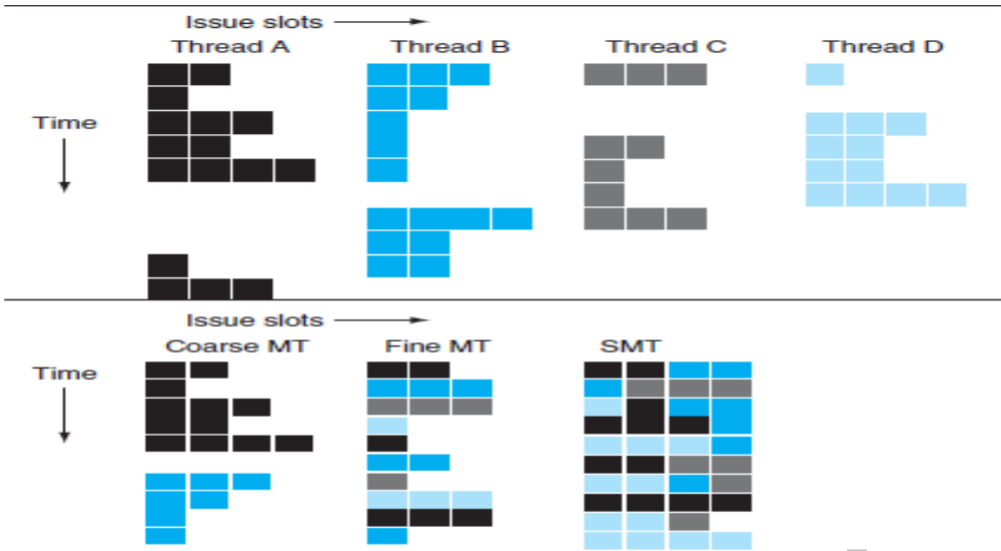 Issue slots
Thread A Thread B Thread C Thread D
Time
Issue slots
Coarse MT Fine MT SMT
Time